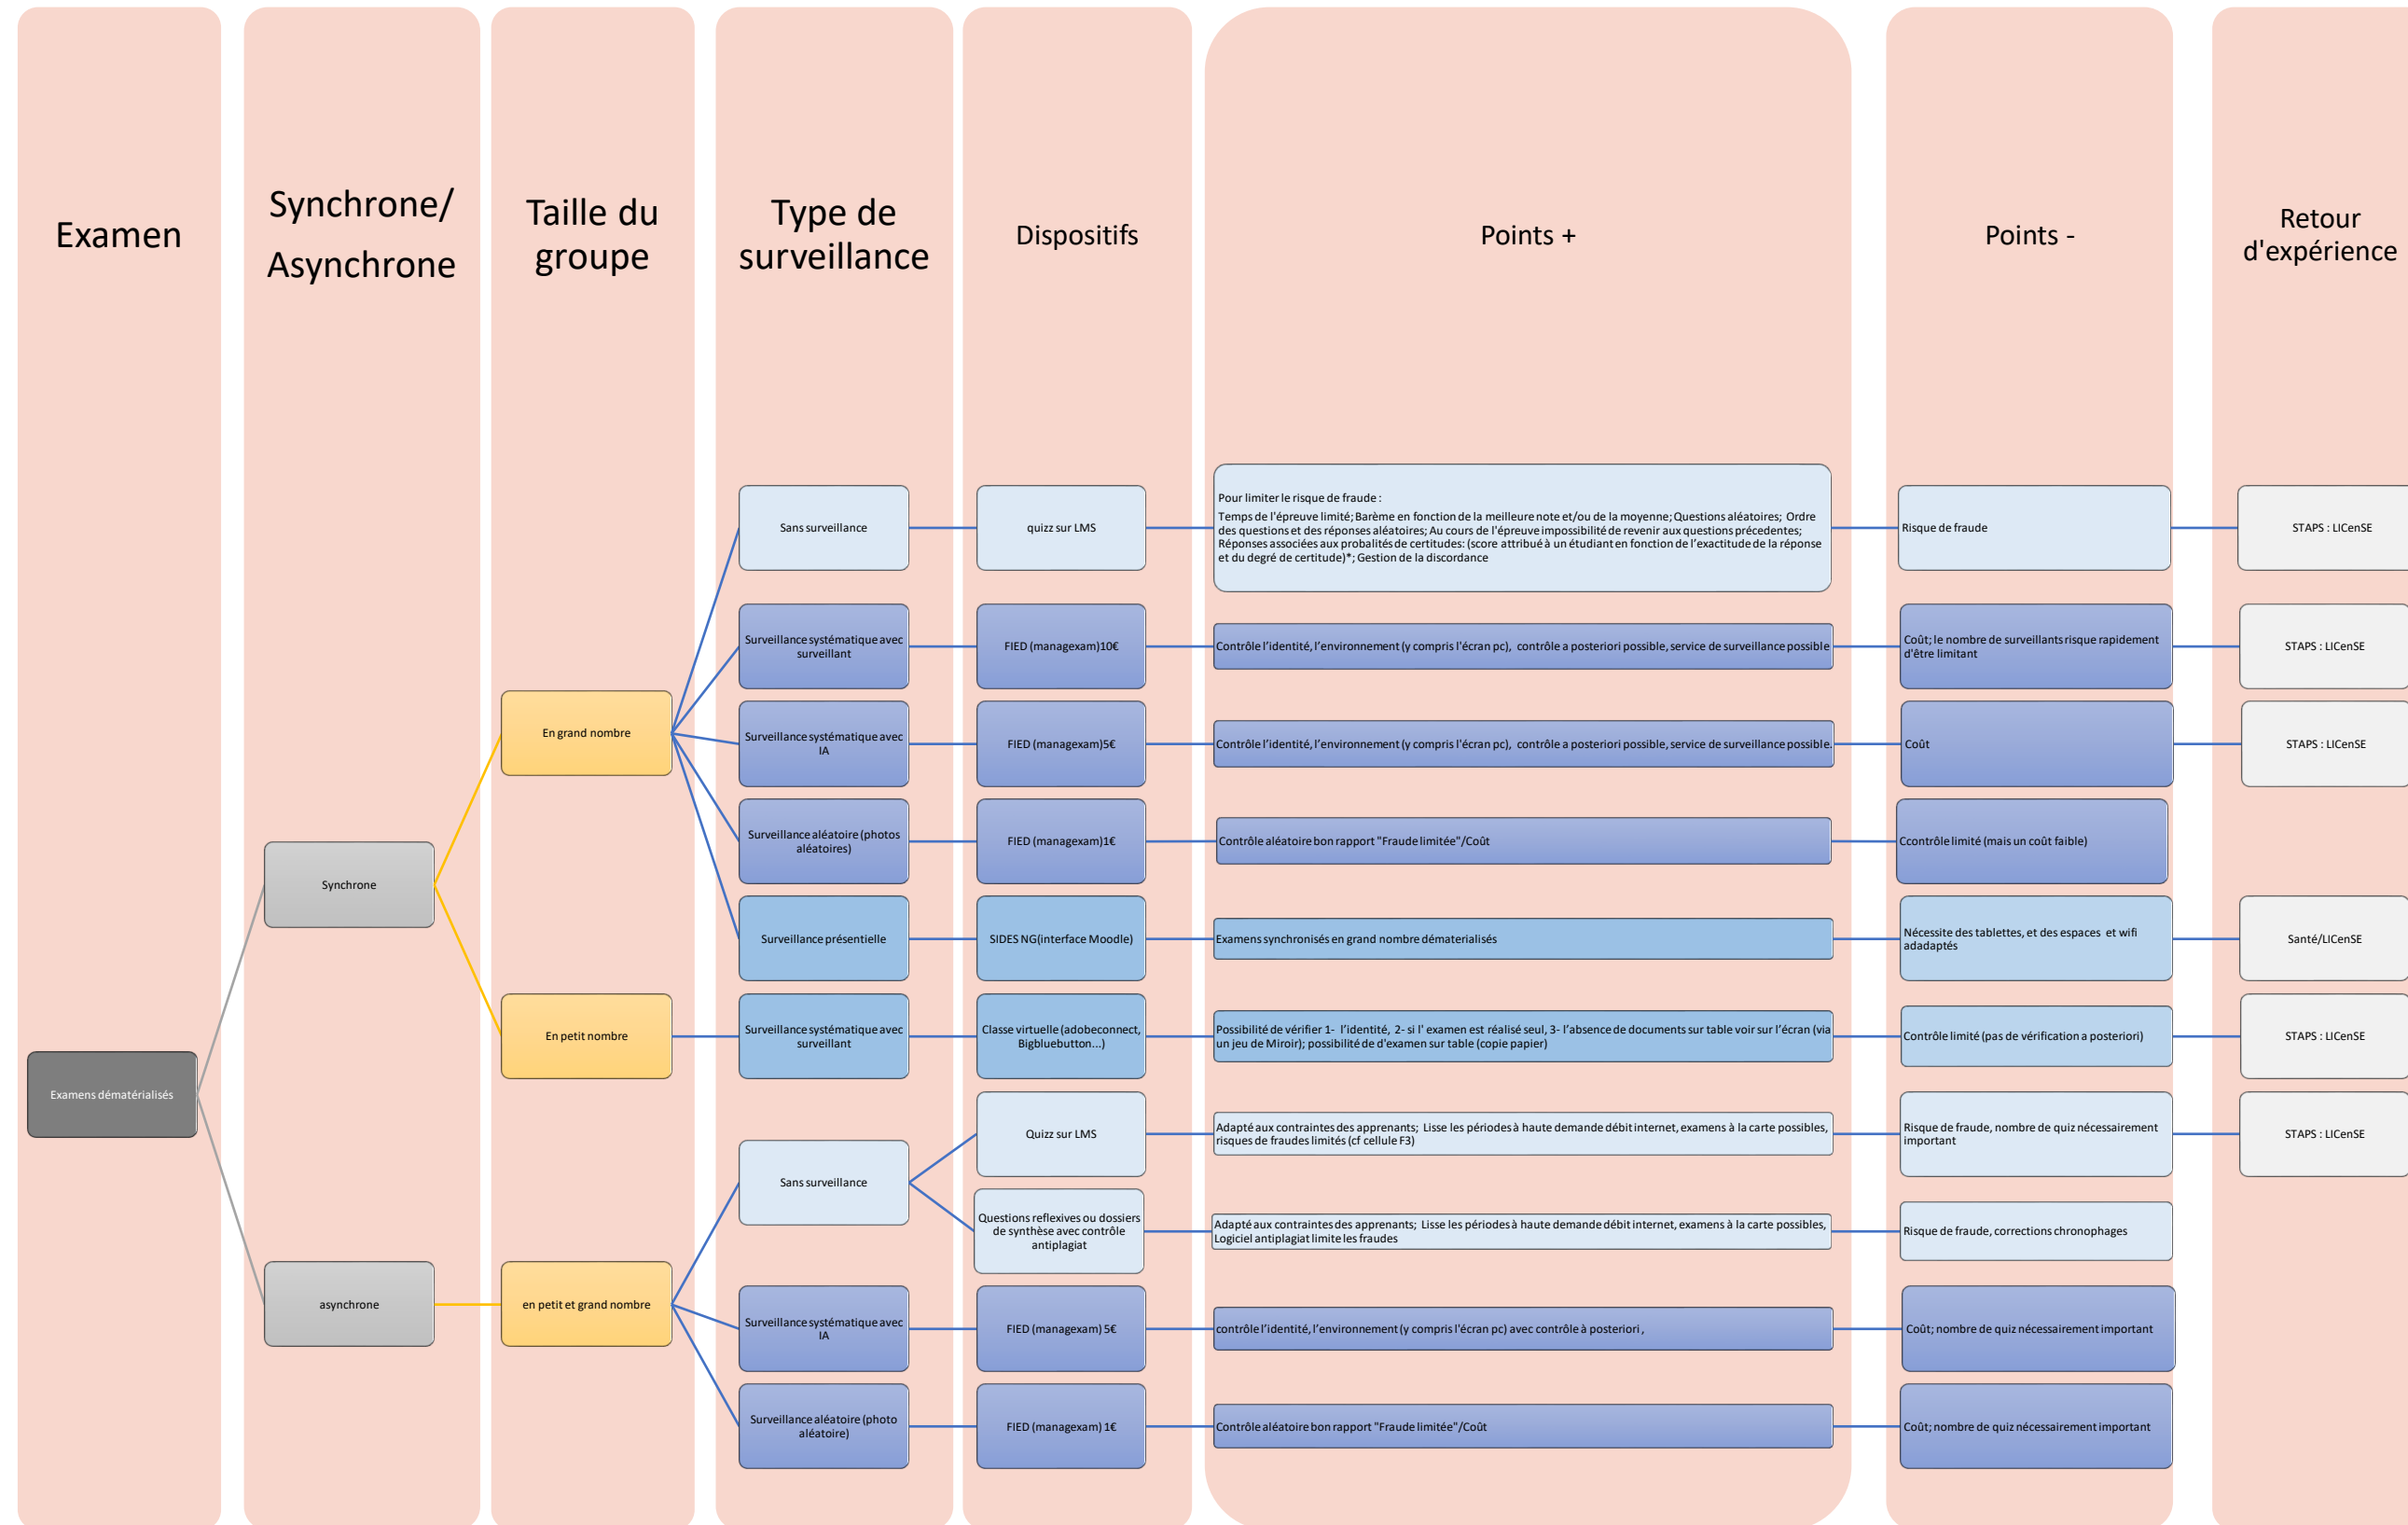 Examen
Synchrone/
Asynchrone
Taille du
groupe
Type de
surveillance
Dispositifs
Points +
Points -
Retour
d'expérience
Sans surveillance
quizz sur LMS
Pour limiter le risque de fraude :
Temps de l'épreuve limité; Barème en fonction de la meilleure note et/ou de la moyenne; Questions aléatoires; Ordre
des questions et des réponses aléatoires; Au cours de l'épreuve impossibilité de revenir aux questions précedentes;
Réponses associées aux probalités de certitudes: (score attribué à un étudiant en fonction de l’exactitude de la réponse
et du degré de certitude)*; Gestion de la discordance
Risque de fraude
STAPS : LICenSE
Surveillance systématique avec
surveillant
FIED (managexam)10€
Contrôle l’identité, l’environnement (y compris l'écran pc), contrôle a posteriori possible, service de surveillance possible
Coût; le nombre de surveillants risque rapidement
d'être limitant
STAPS : LICenSE
En grand nombre
Surveillance systématique avec
IA
FIED (managexam)5€
Contrôle l’identité, l’environnement (y compris l'écran pc), contrôle a posteriori possible, service de surveillance possible.
Coût
STAPS : LICenSE
Surveillance aléatoire (photos
aléatoires)
FIED (managexam)1€
Contrôle aléatoire bon rapport "Fraude limitée"/Coût
Ccontrôle limité (mais un coût faible)
Synchrone
Surveillance présentielle
SIDES NG(interface Moodle)
Examens synchronisés en grand nombre dématerialisés
Nécessite des tablettes, et des espaces et wifi
adadaptés
Santé/LICenSE
En petit nombre
Surveillance systématique avec
surveillant
Classe virtuelle (adobeconnect,
Bigbluebutton...)
Possibilité de vérifier 1- l’identité, 2- si l' examen est réalisé seul, 3- l’absence de documents sur table voir sur l’écran (via
un jeu de Miroir); possibilité de d'examen sur table (copie papier)
Contrôle limité (pas de vérification a posteriori)
STAPS : LICenSE
Examens dématérialisés
Quizz sur LMS
Adapté aux contraintes des apprenants; Lisse les périodes à haute demande débit internet, examens à la carte possibles,
risques de fraudes limités (cf cellule F3)
Risque de fraude, nombre de quiz nécessairement
important
STAPS : LICenSE
Sans surveillance
Questions reflexives ou dossiers
de synthèse avec contrôle
antiplagiat
Adapté aux contraintes des apprenants; Lisse les périodes à haute demande débit internet, examens à la carte possibles,
Logiciel antiplagiat limite les fraudes
Risque de fraude, corrections chronophages
asynchrone
en petit et grand nombre
Surveillance systématique avec
IA
FIED (managexam) 5€
contrôle l’identité, l’environnement (y compris l'écran pc) avec contrôle à posteriori ,
Coût; nombre de quiz nécessairement important
Surveillance aléatoire (photo
aléatoire)
FIED (managexam) 1€
Contrôle aléatoire bon rapport "Fraude limitée"/Coût
Coût; nombre de quiz nécessairement important